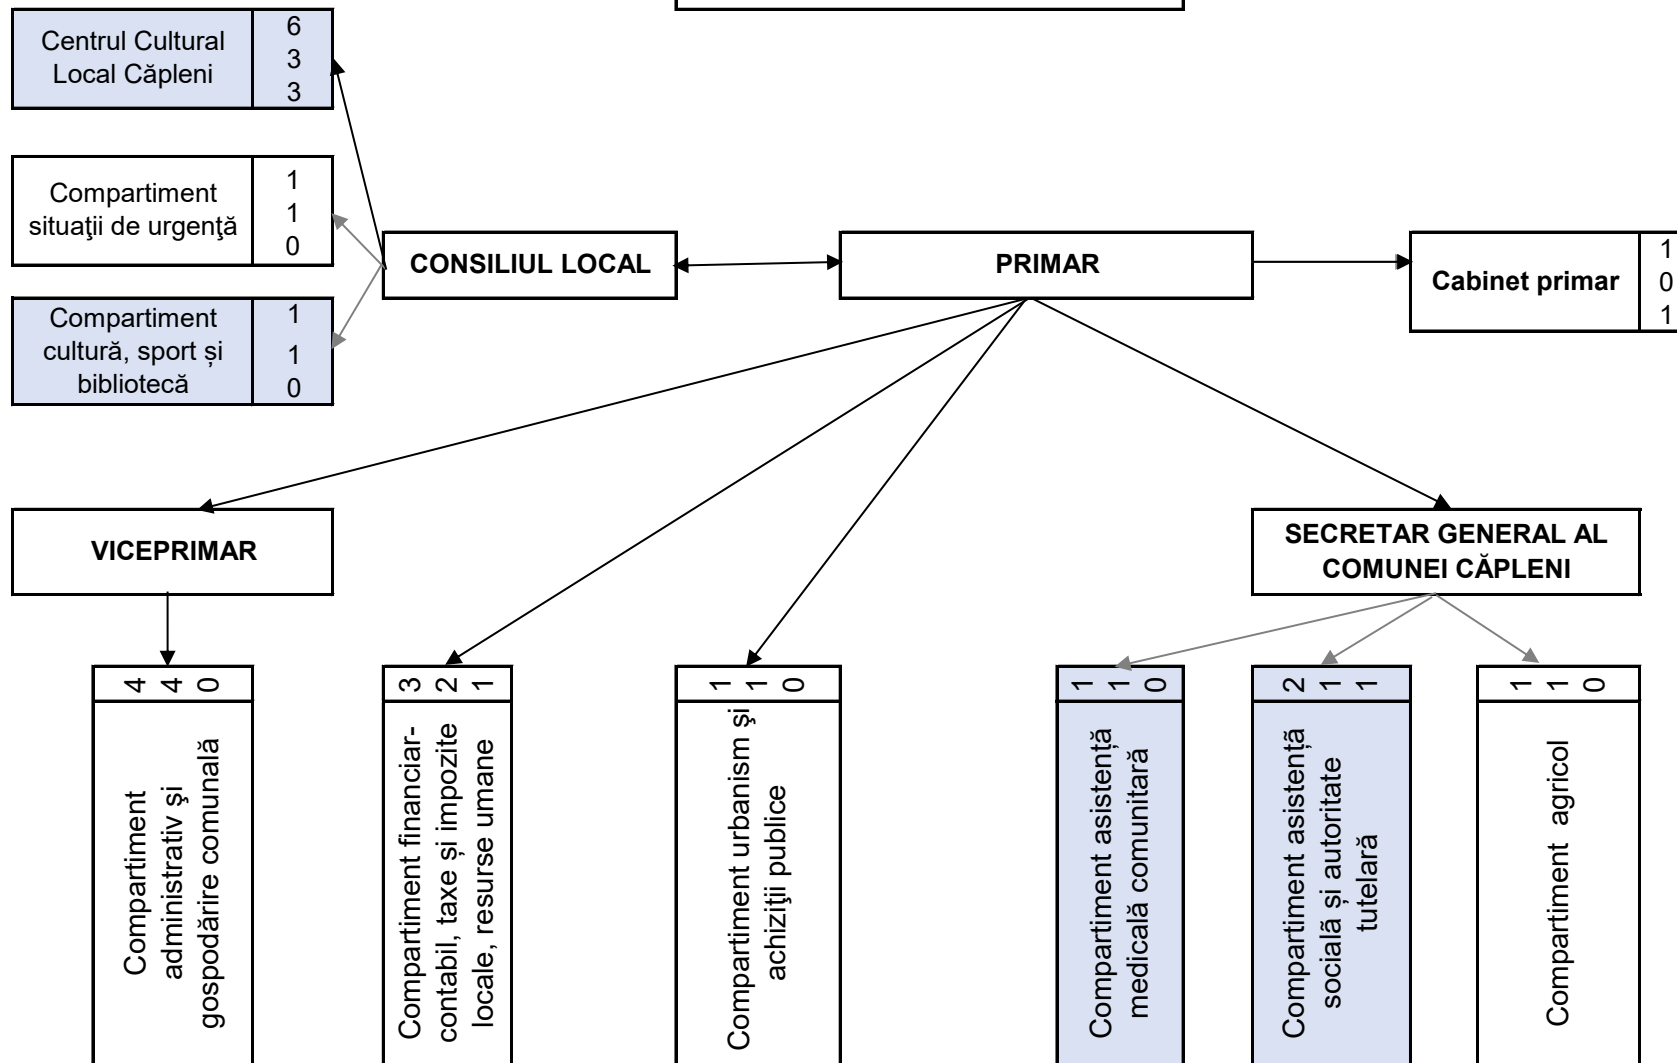 Centrul Cultural
Local Căpleni
6
3
3
Compartiment
situaţii de urgenţă
1
1
0
Compartiment
cultură, sport și
bibliotecă
1
1
0
CONSILIUL LOCAL
PRIMAR
Cabinet primar
1
0
1
VICEPRIMAR
SECRETAR GENERAL AL
COMUNEI CĂPLENI
4
4
0
Compartiment
administrativ şi
gospodărire comunală
3
2
1
Compartiment financiar-
contabil, taxe și impozite
locale, resurse umane
1
1
0
Compartiment urbanism şi
achiziţii publice
1
1
0
Compartiment asistență
medicală comunitară
2
1
1
Compartiment asistență
socială și autoritate
tutelară
1
1
0
Compartiment agricol